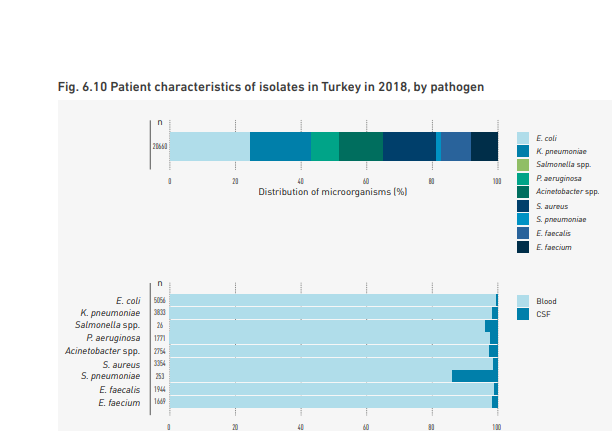 Fig. 6.10 Patient characteristics of isolates in Turkey in 2018, by pathogen
n
20660
0 20 40 60 80 100
Distribution of microorganisms (%)
E. coli
K. pneumoniae
Salmonella spp.
P. aeruginosa
Acinetobacter spp.
S. aureus
S. pneumoniae
E. faecalis
E. faecium
n
E. coli 5056
K. pneumoniae 3833
Salmonella spp. 26
P. aeruginosa 1771
Acinetobacter spp. 2754
S. aureus 3354
S. pneumoniae 253
E. faecalis 1944
E. faecium 1669
Blood
CSF
0 20 40 60 80 100